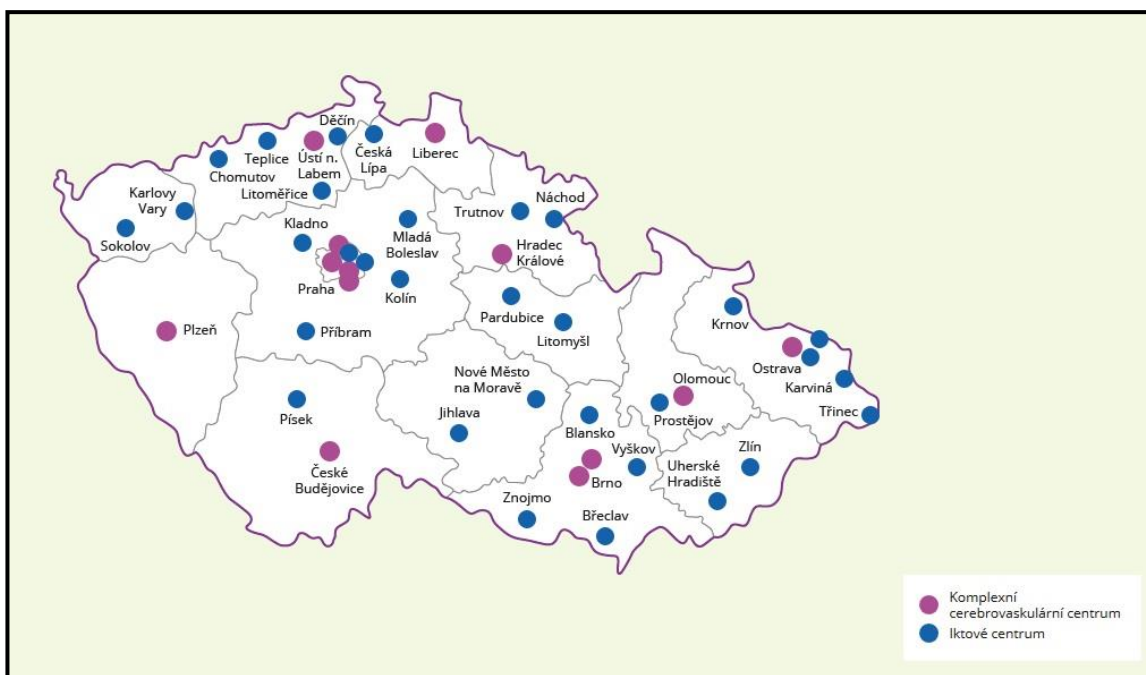 Děčín
Teplice
Ústí n.
Labem
Česká
Lípa
Liberec
Chomutov
Litoměřice
Karlovy
Vary
Sokolov
Kladno
Mladá
Boleslav
Trutnov
Náchod
Hradec
Králové
Praha
Kolín
Plzeň
Příbram
Pardubice
Litomyšl
Krnov
Ostrava
Karviná
Třinec
Nové Město
na Moravě
Jihlava
Olomouc
Prostějov
Písek
České
Budějovice
Blansko
Vyškov
Brno
Zlín
Uherské
Hradiště
Znojmo
Břeclav
Komplexní
cerebrovaskulární centrum
Iktové centrum